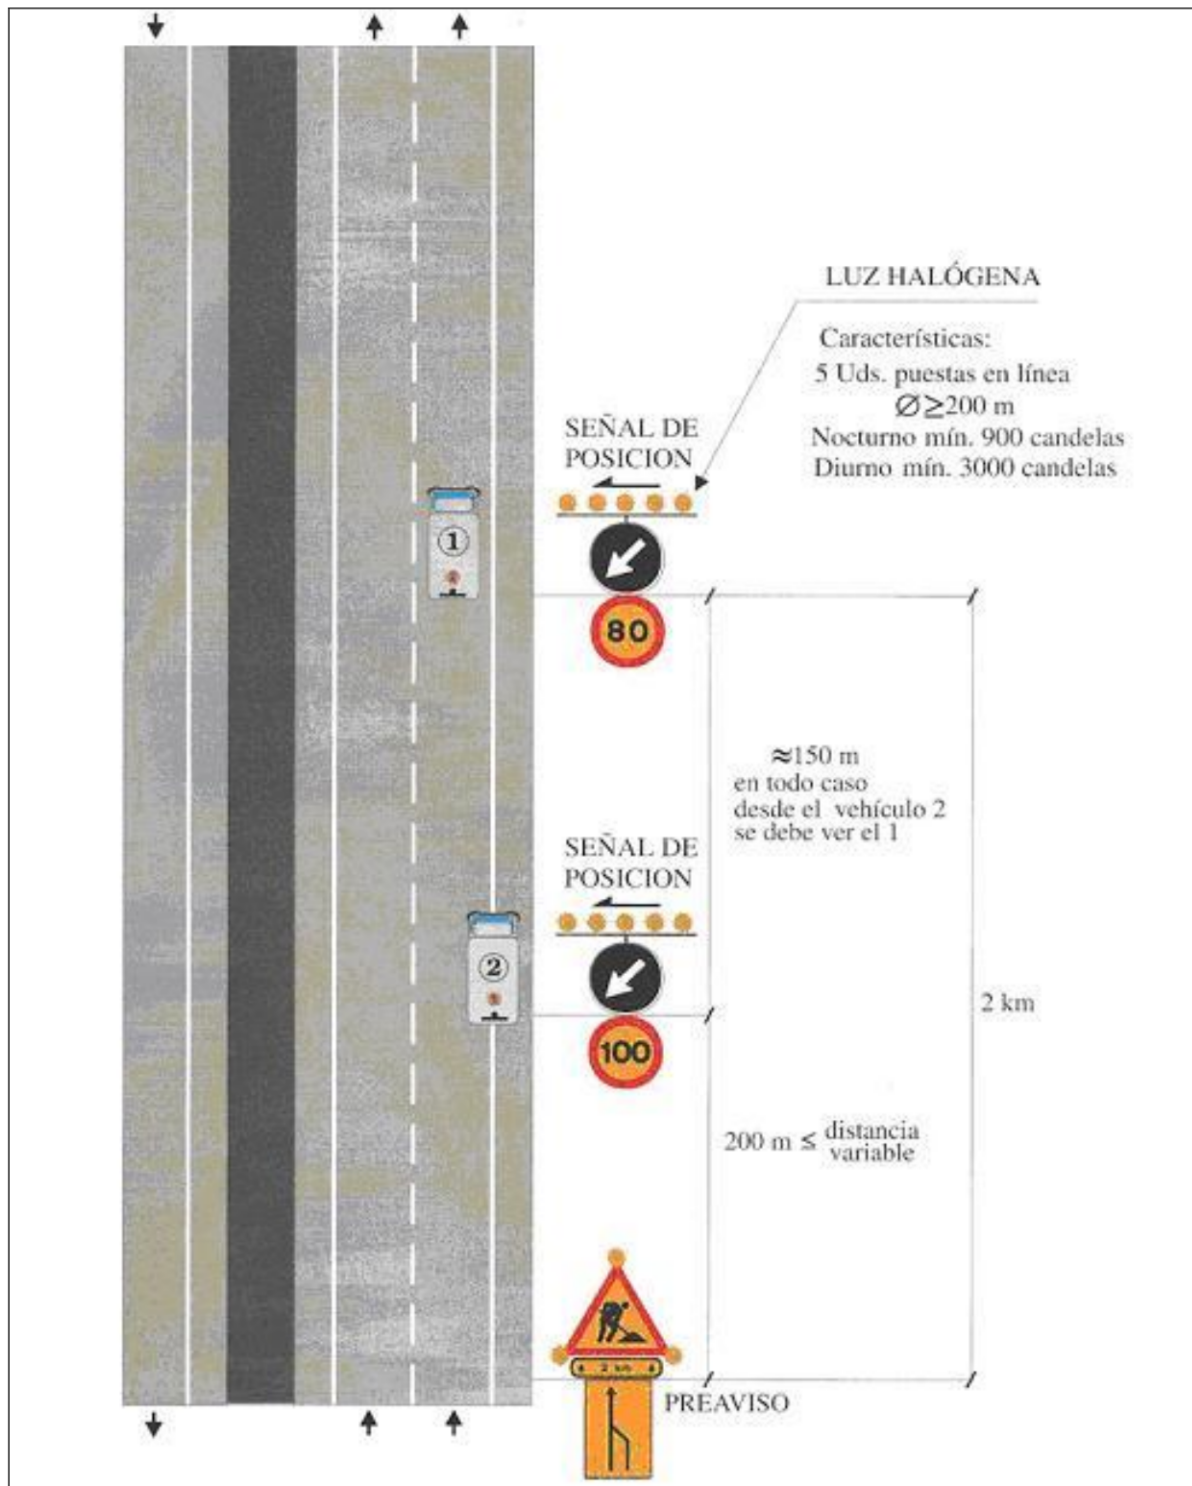 LUZ HALÓGENA
Características:
5 Uds. puestas en línea
Ø ≥200 m
Nocturno mín. 900 candelas
Diurno mín. 3000 candelas
SEÑAL DE
POSICION
1
80
≈150 m
en todo caso
desde el vehículo 2
se debe ver el 1
SEÑAL DE
POSICION
2
100
2 km
200 m ≤ distancia
variable
2 km
PREAVISO